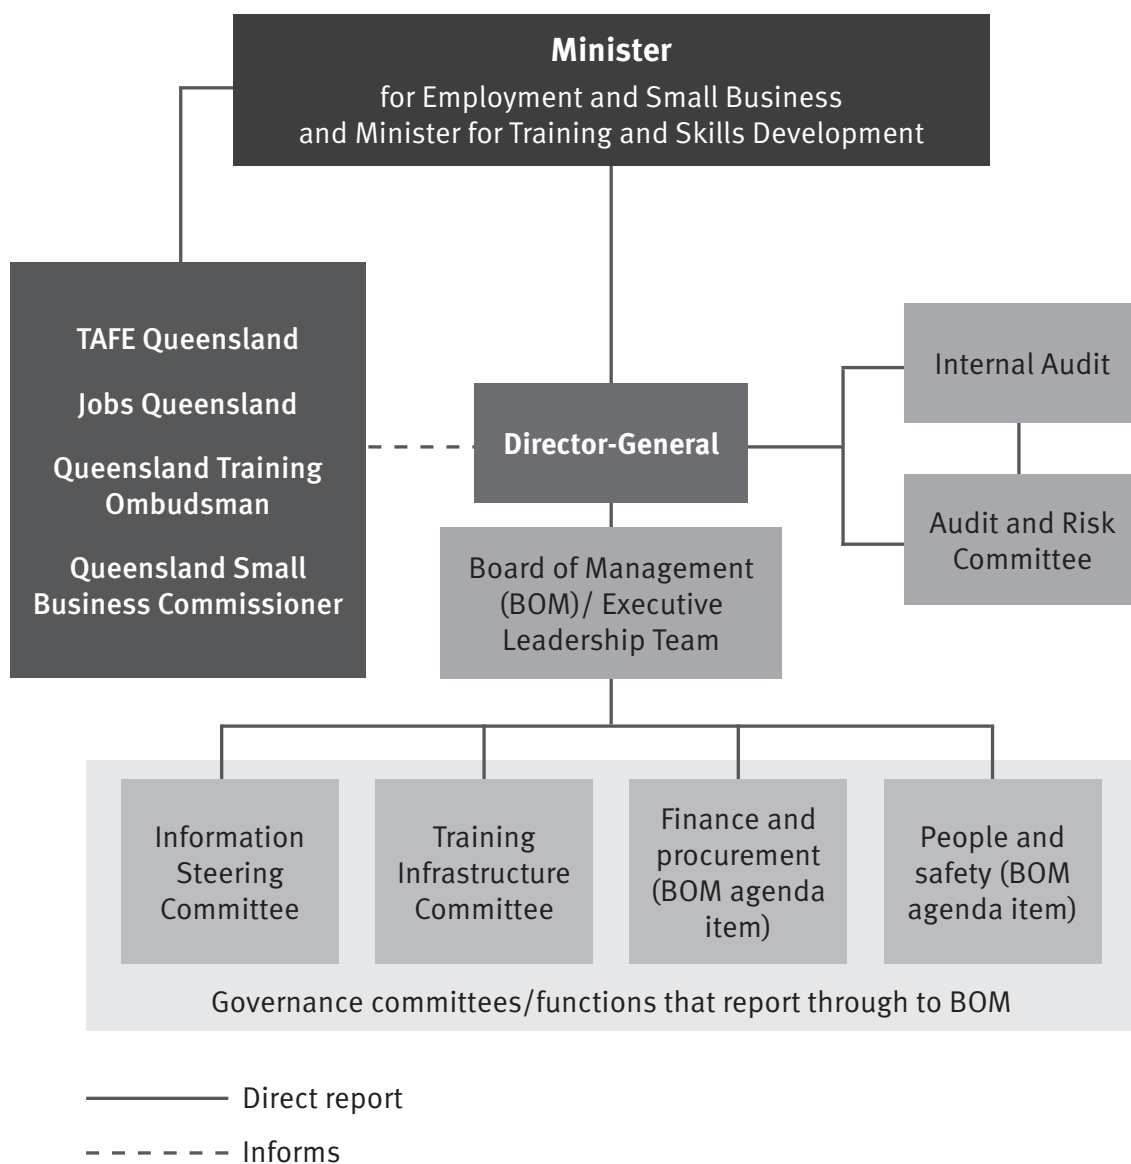 Minister
for Employment and Small Business
and Minister for Training and Skills Development
TAFE Queensland
Jobs Queensland
Queensland Training
Ombudsman
Queensland Small
Business Commissioner
Director-General
Internal Audit
Audit and Risk
Committee
Board of Management
(BOM)/ Executive
Leadership Team
Information
Steering
Committee
Training
Infrastructure
Committee
Finance and
procurement
(BOM agenda
item)
People and
safety (BOM
agenda item)
Governance committees/functions that report through to BOM
Direct report
Informs